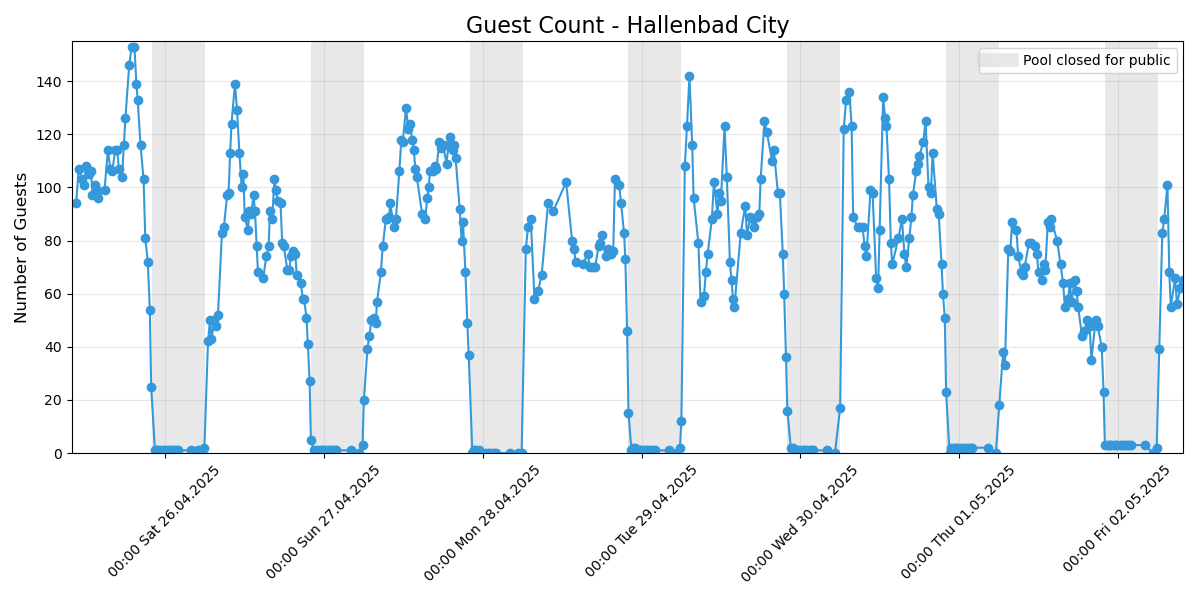 Guest Count - Hallenbad City
Pool closed for public
Number of Guests
140
120
100
80
60
40
20
0
00:00 Sat 26.04.2025
00:00 Sun 27.04.2025
00:00 Mon 28.04.2025
00:00 Tue 29.04.2025
00:00 Wed 30.04.2025
00:00 Thu 01.05.2025
00:00 Fri 02.05.2025